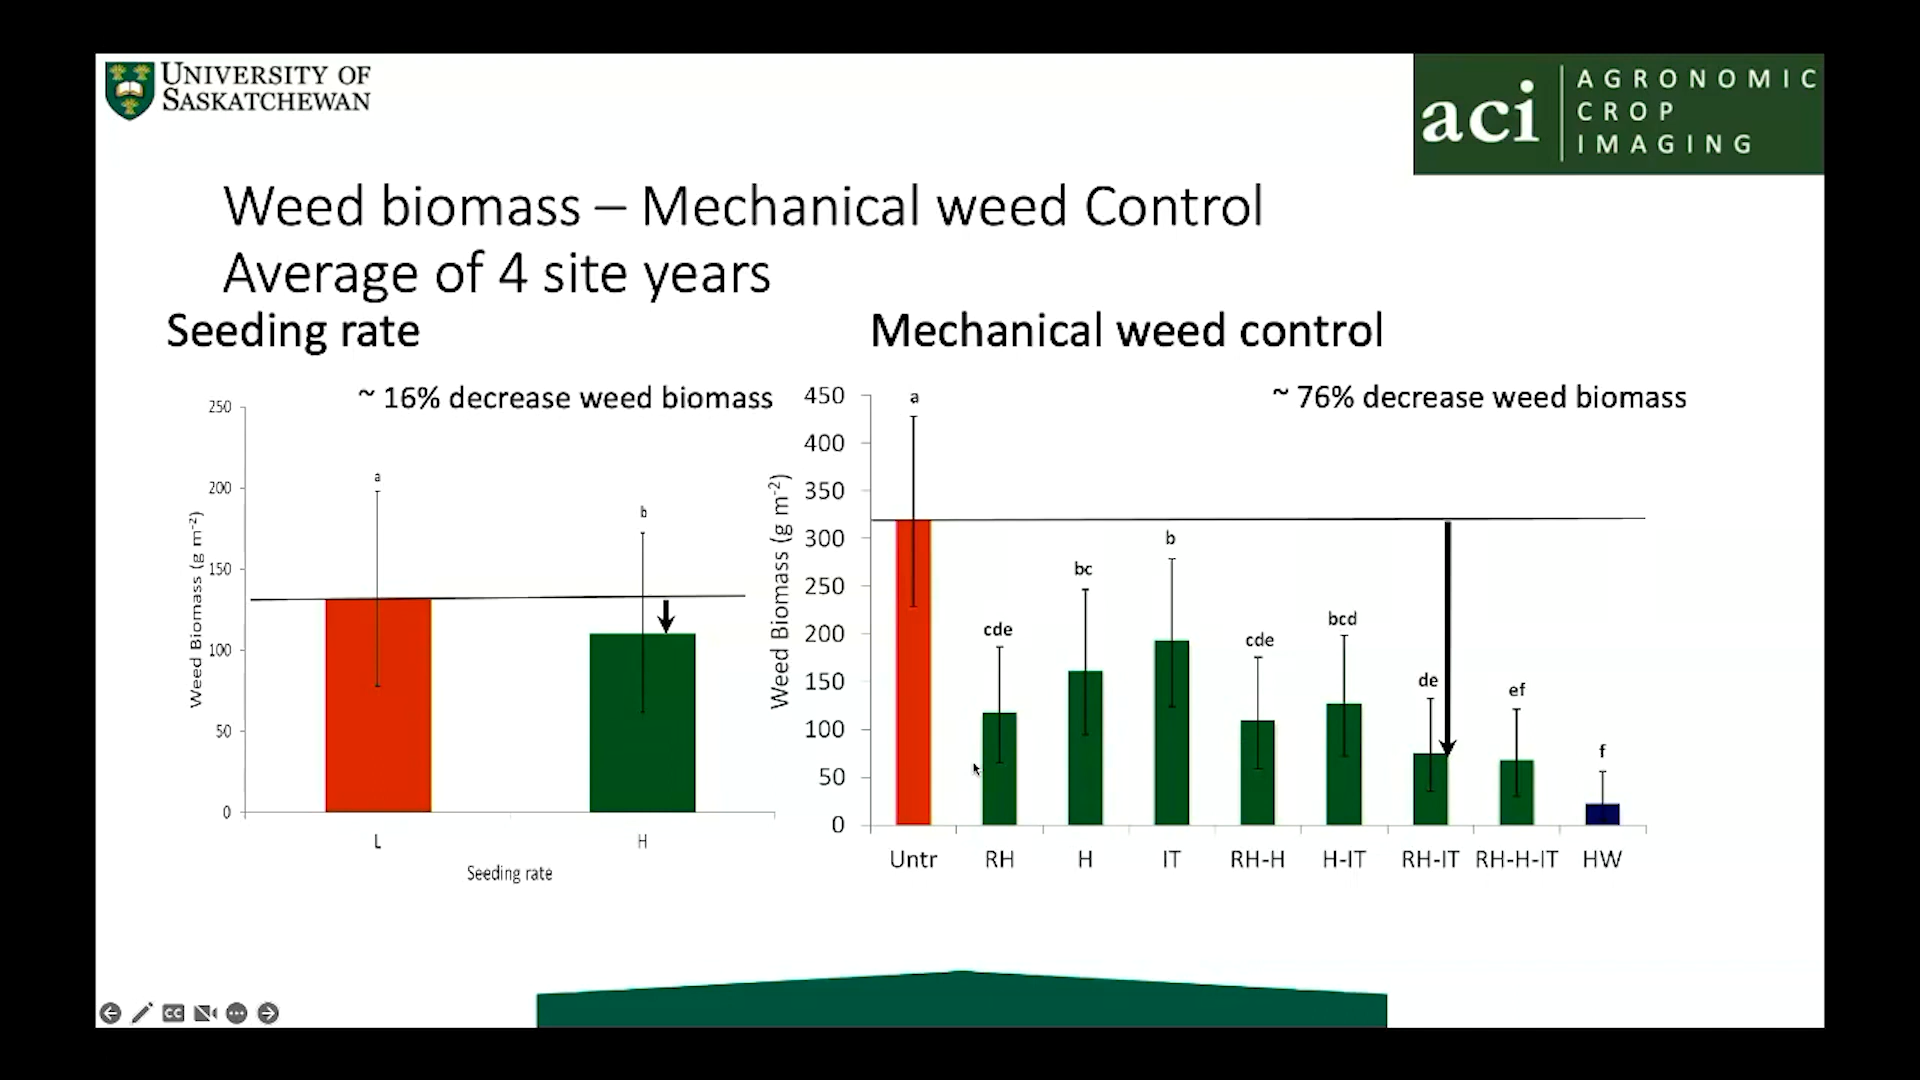 UNIVERSITY OF
SASKATCHEWAN
aci
AGRONOMIC
CROP
IMAGING
Weed biomass – Mechanical weed Control
Average of 4 site years
Seeding rate
~ 16% decrease weed biomass
250
200
150
100
50
0
Weed Biomass (g m-2)
a
b
L
H
Seeding rate
Mechanical weed control
~ 76% decrease weed biomass
450
400
350
300
250
200
150
100
50
0
Weed Biomass (g m-2)
a
cde
bc
b
cde
bcd
de
ef
f
Untr
RH
H
IT
RH-H
H-IT
RH-IT
RH-H-IT
HW
CC